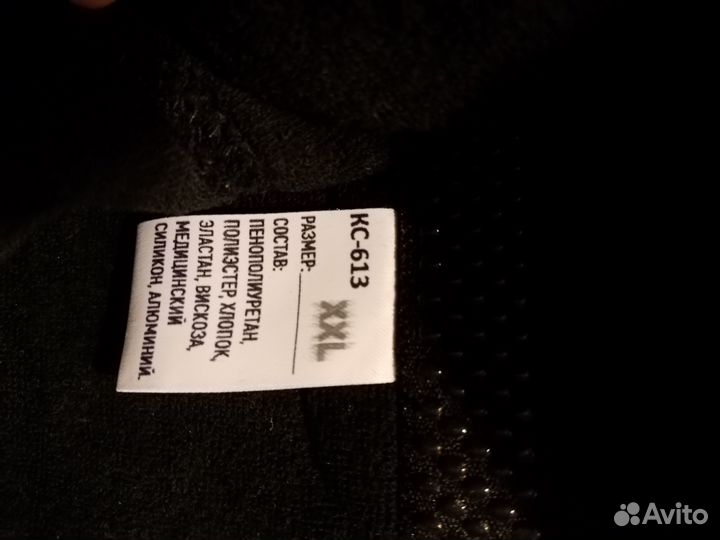 КС-613
РАЗМЕР: XXL
СОСТАВ:
ПЕНОПОЛИУРЕТАН,
ПОЛИЭСТЕР, ХЛОПОК,
ЭЛАСТАН, ВИСКОЗА,
МЕДИЦИНСКИЙ
СИЛИКОН, АЛЮМИНИЙ.
Avito